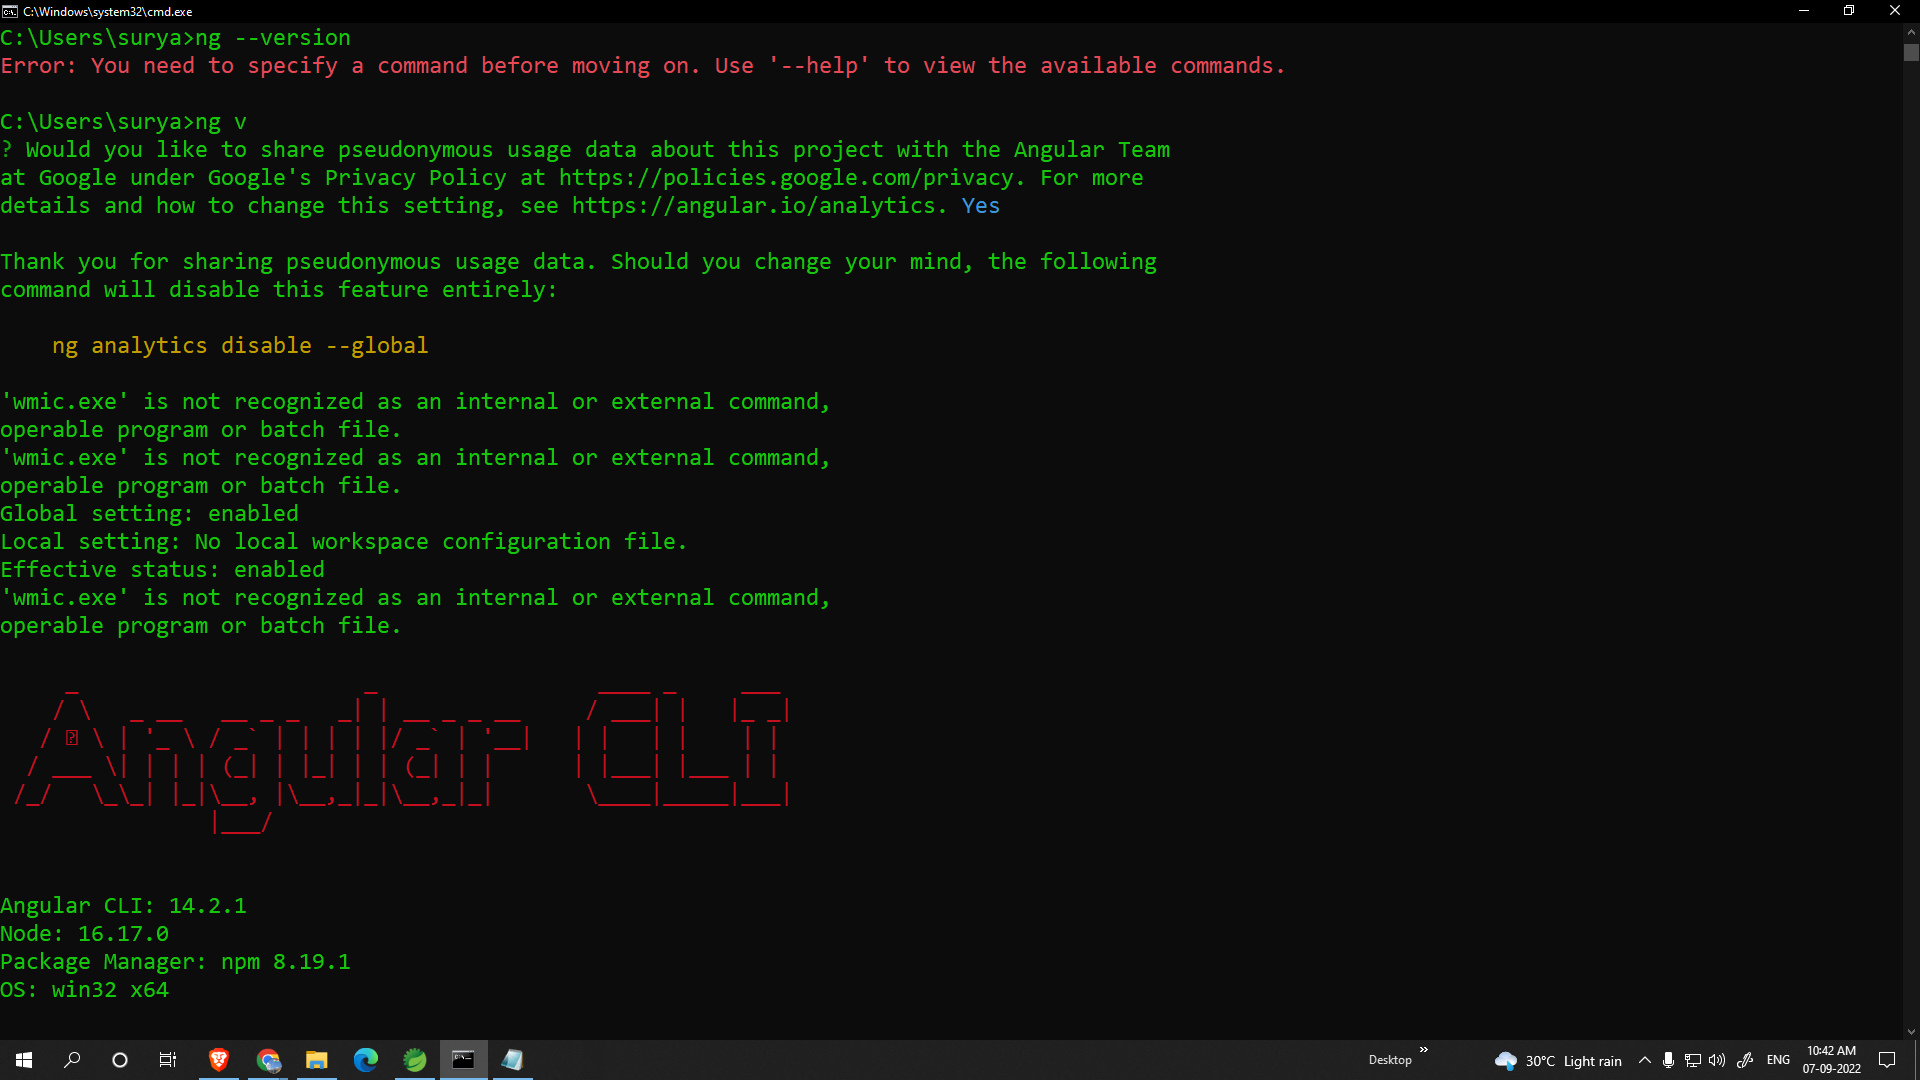 C:\Windows\system32\cmd.exe
C:\Users\surya>ng --version
Error: You need to specify a command before moving on. Use '--help' to view the available commands.
C:\Users\surya>ng v
? Would you like to share pseudonymous usage data about this project with the Angular Team
at Google under Google's Privacy Policy at https://policies.google.com/privacy. For more
details and how to change this setting, see https://angular.io/analytics. Yes
Thank you for sharing pseudonymous usage data. Should you change your mind, the following
command will disable this feature entirely:
ng analytics disable --global
'wmic.exe' is not recognized as an internal or external command,
operable program or batch file.
'wmic.exe' is not recognized as an internal or external command,
operable program or batch file.
Global setting: enabled
Local setting: No local workspace configuration file.
Effective status: enabled
'wmic.exe' is not recognized as an internal or external command,
operable program or batch file.
Angular CLI
Angular CLI: 14.2.1
Node: 16.17.0
Package Manager: npm 8.19.1
OS: win32 x64
Desktop
30°C Light rain
ENG
10:42 AM
07-09-2022